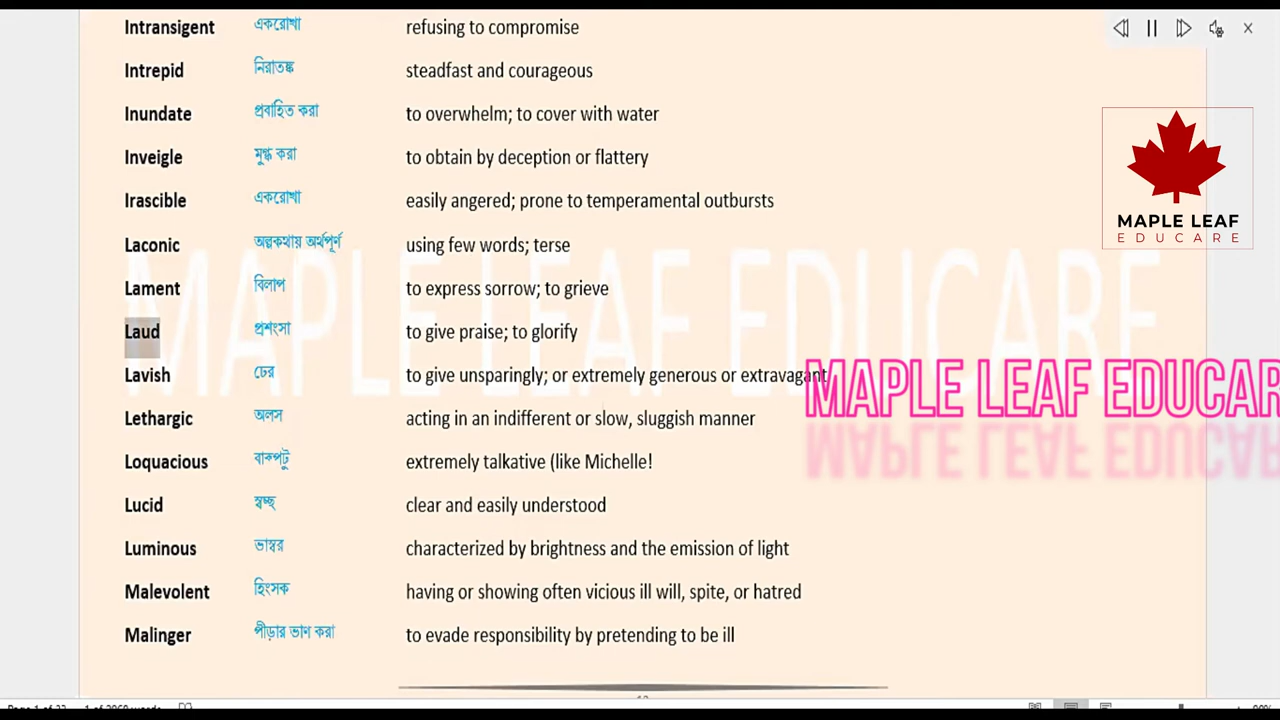 Intransigent একরোখা refusing to compromise
Intrepid নিরাতঙ্ক steadfast and courageous
Inundate প্রবাহিত করা to overwhelm; to cover with water
Inveigle মুগ্ধ করা to obtain by deception or flattery
Irascible একরোখা easily angered; prone to temperamental outbursts
MAPLE LEAF
EDUCARE
Laconic অল্পকথায় অর্থপূর্ণ using few words; terse
Lament বিলাপ to express sorrow; to grieve
MAPLE LEAF EDUCARE
Laud প্রশংসা to give praise; to glorify
Lavish ঢের to give unsparingly; or extremely generous or extravagant
MAPLE LEAF EDUCAR
Lethargic অলস acting in an indifferent or slow, sluggish manner
Loquacious বাকপটু extremely talkative (like Michelle!
Lucid স্বচ্ছ clear and easily understood
Luminous ভাস্বর characterized by brightness and the emission of light
Malevolent হিংসক having or showing often vicious ill will, spite, or hatred
Malinger পীড়ার ভাণ করা to evade responsibility by pretending to be ill